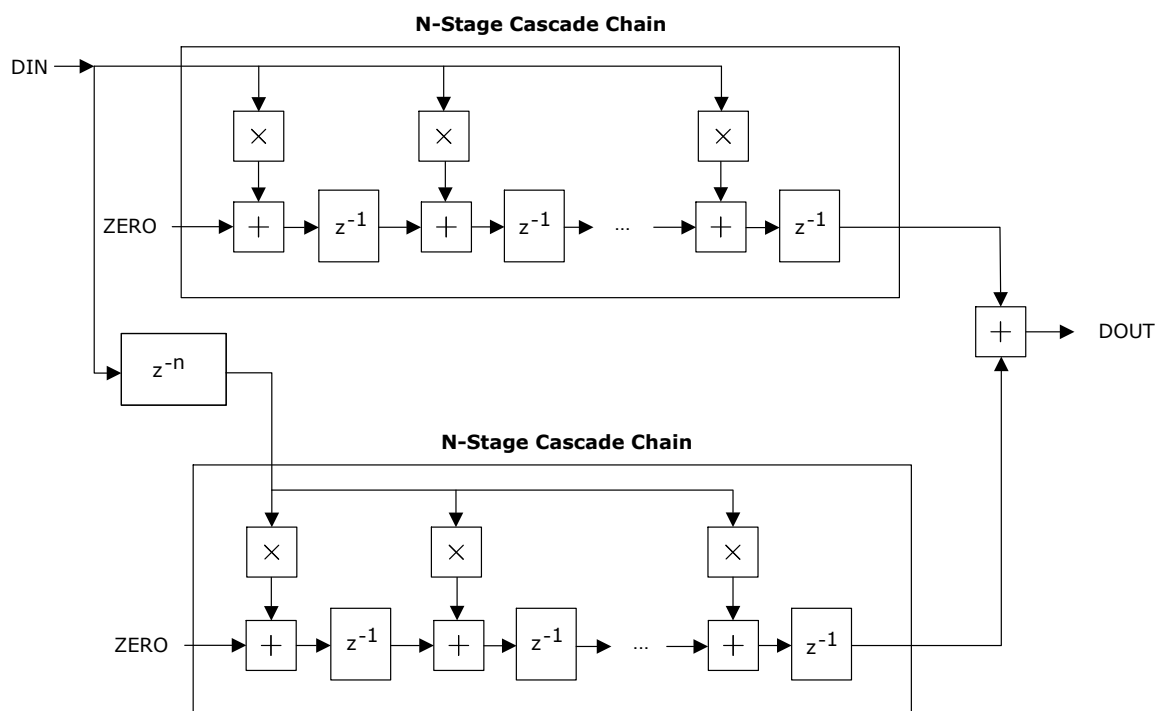 N-Stage Cascade Chain
DIN
× × ×
ZERO + z⁻¹ + z⁻¹ ... + z⁻¹
+ DOUT
z⁻ⁿ
N-Stage Cascade Chain
× × ×
ZERO + z⁻¹ + z⁻¹ ... + z⁻¹